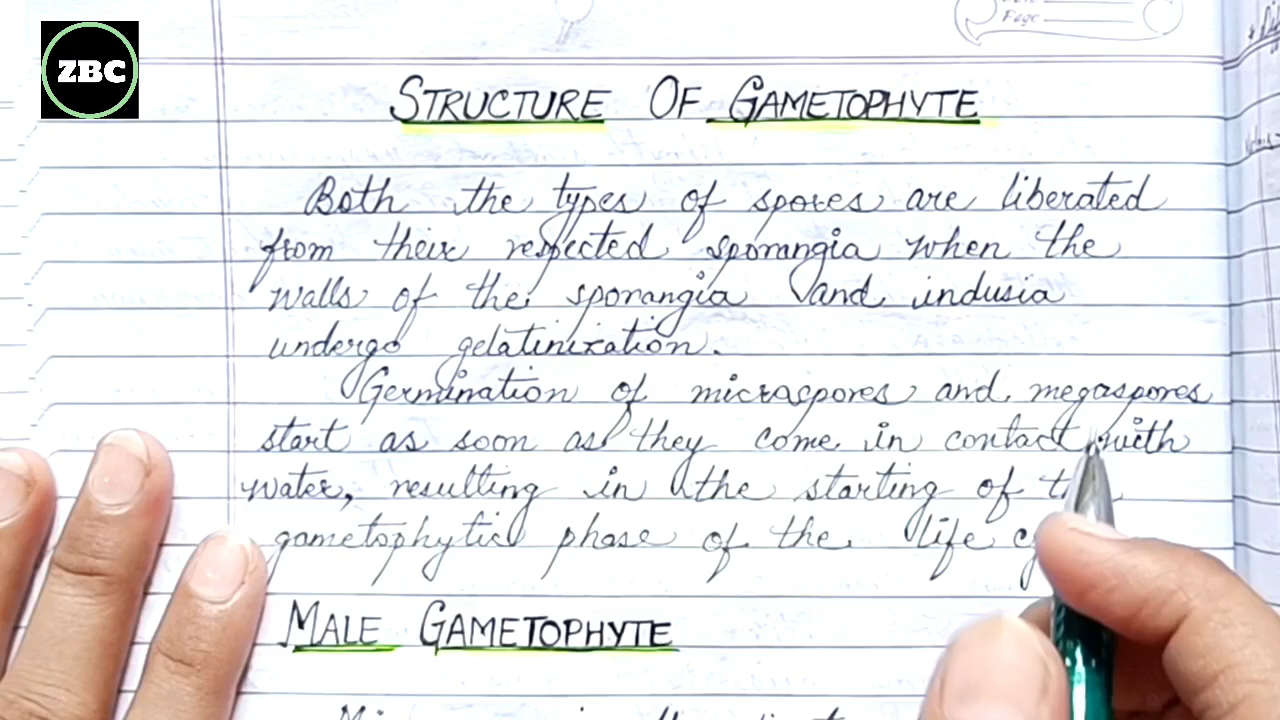 ZBC
Page
STRUCTURE OF GAMETOPHYTE
Both the types of spores are liberated
from their respected sporangia when the
walls of the sporangia and indusia
undergo gelatinization.
Germination of microspores and megaspores
start as soon as they come in contact with
water, resulting in the starting of
gametophytic phase of the life
MALE GAMETOPHYTE